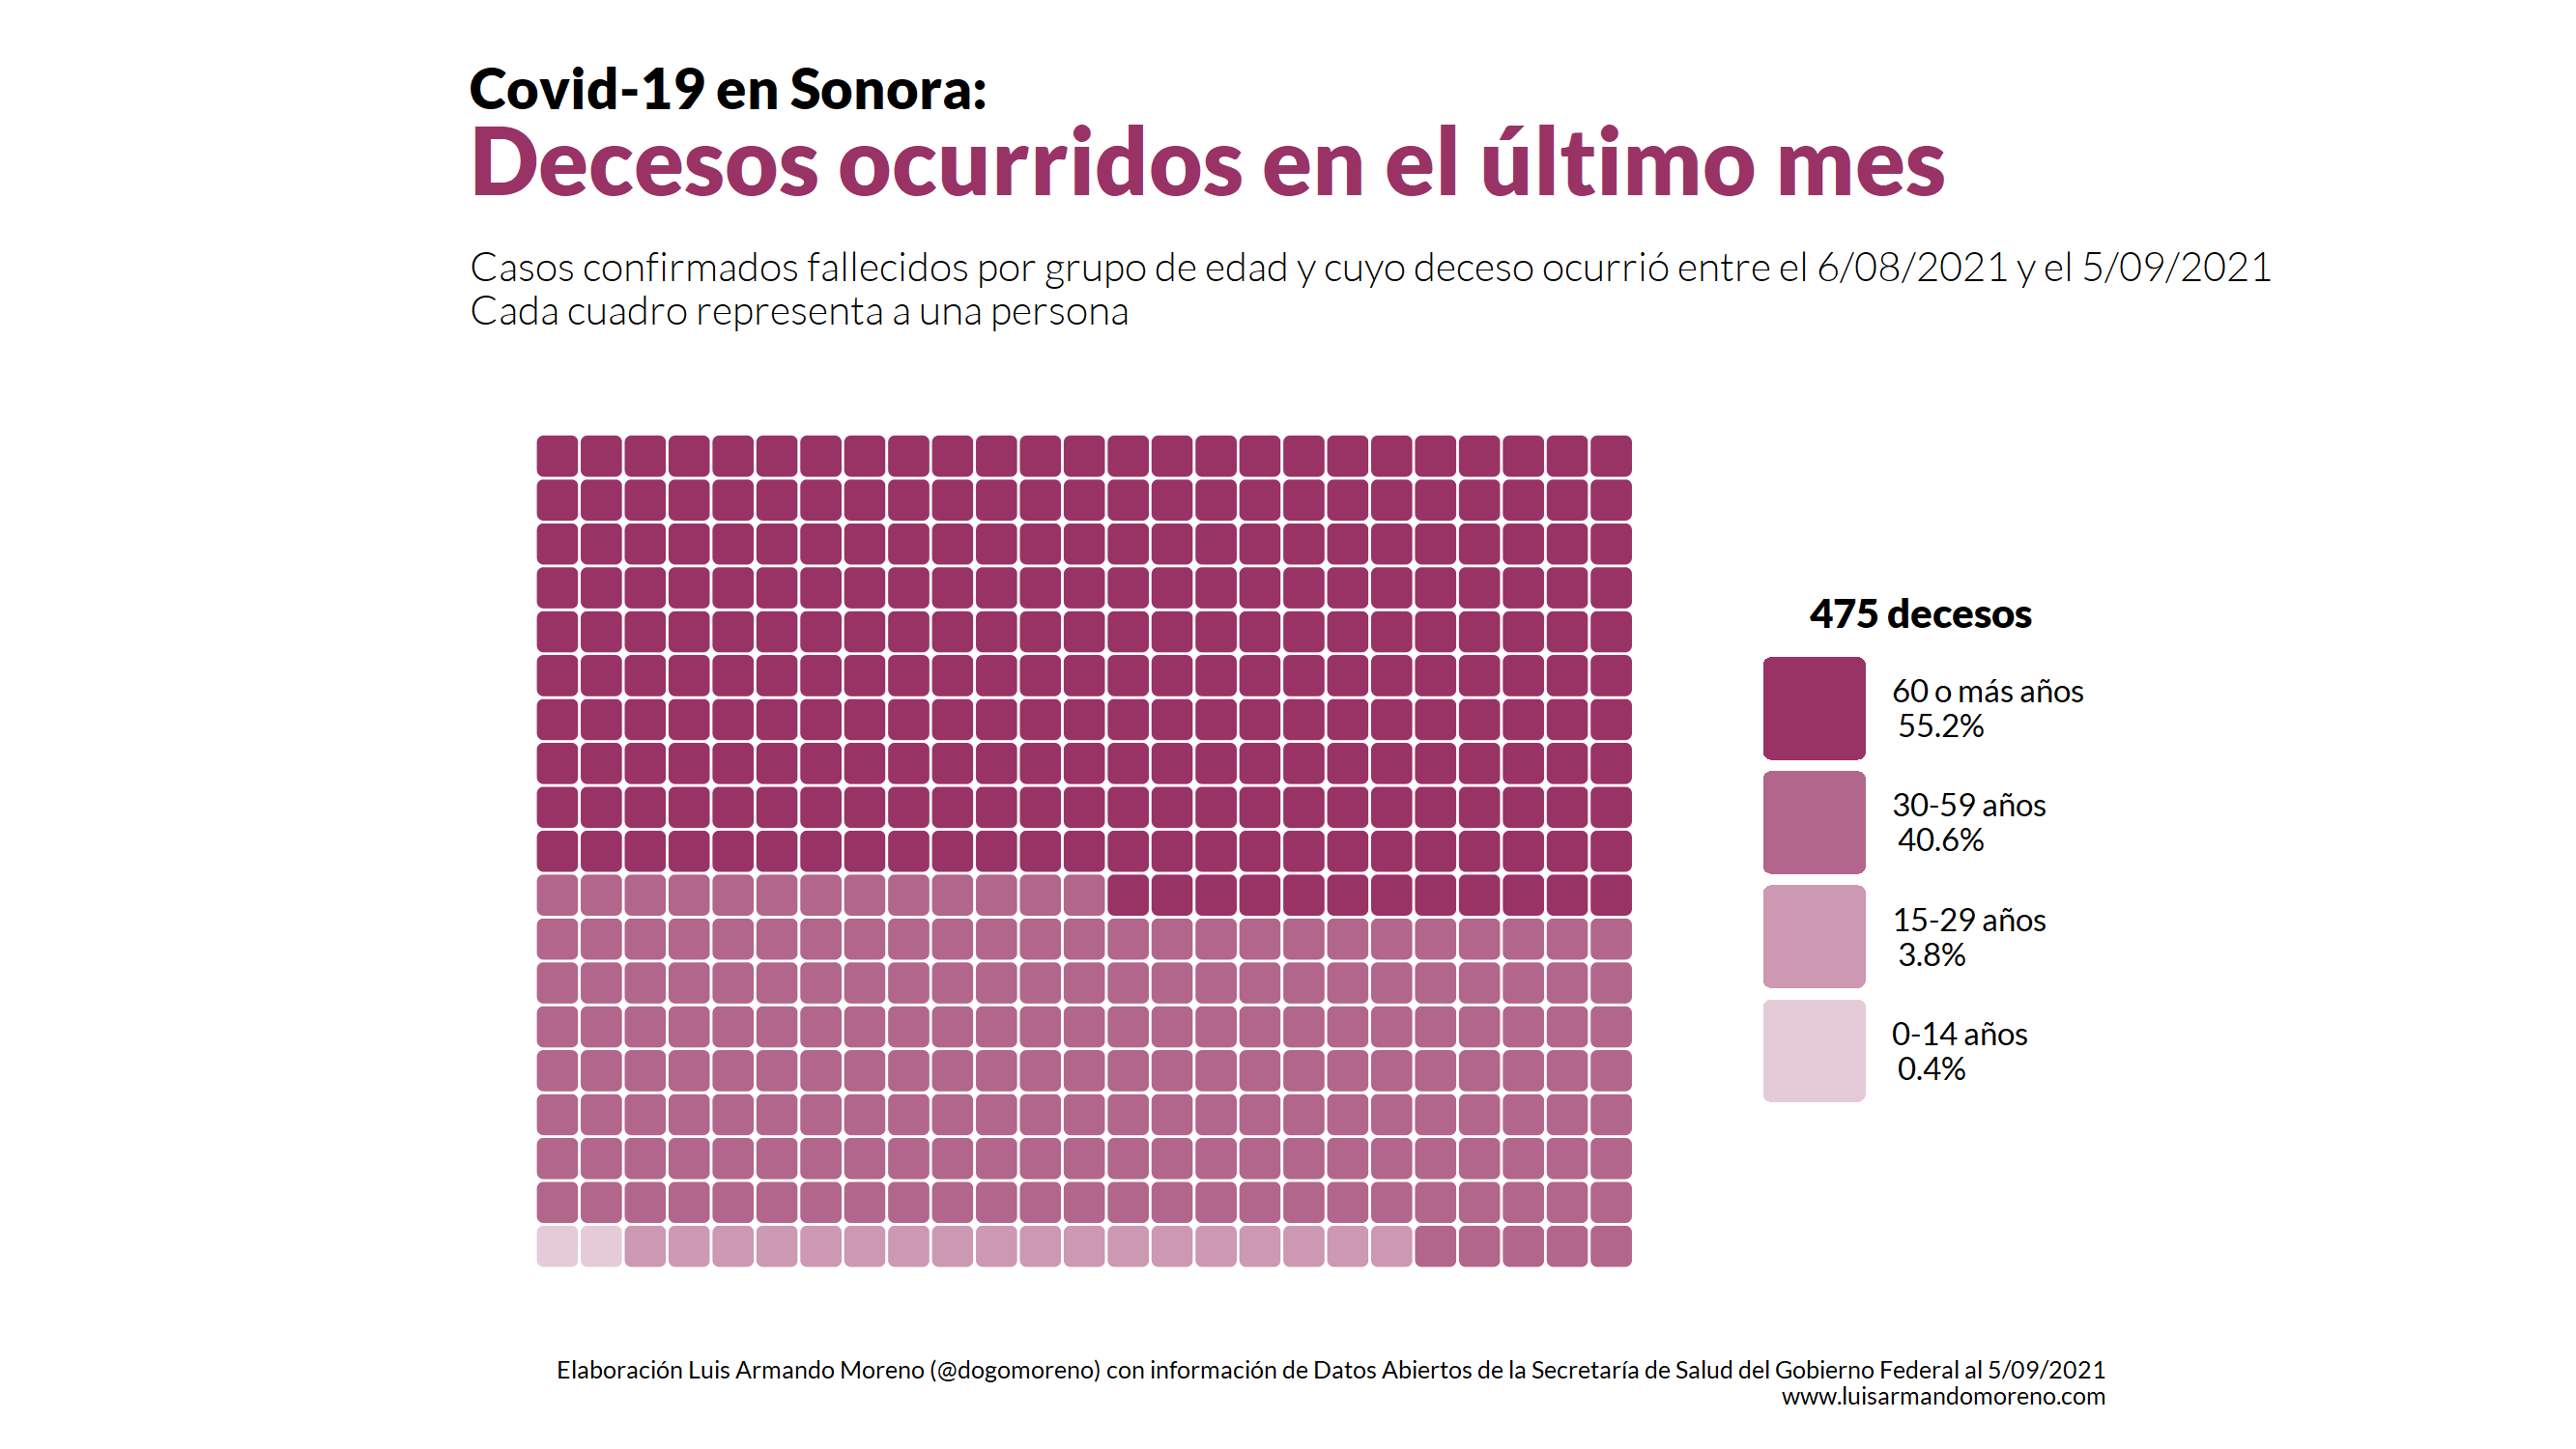 Covid-19 en Sonora:
Decesos ocurridos en el último mes
Casos confirmados fallecidos por grupo de edad y cuyo deceso ocurrió entre el 6/08/2021 y el 5/09/2021
Cada cuadro representa a una persona
475 decesos
60 o más años
55.2%
30-59 años
40.6%
15-29 años
3.8%
0-14 años
0.4%
Elaboración Luis Armando Moreno (@dogomoreno) con información de Datos Abiertos de la Secretaría de Salud del Gobierno Federal al 5/09/2021
www.luisarmandomoreno.com